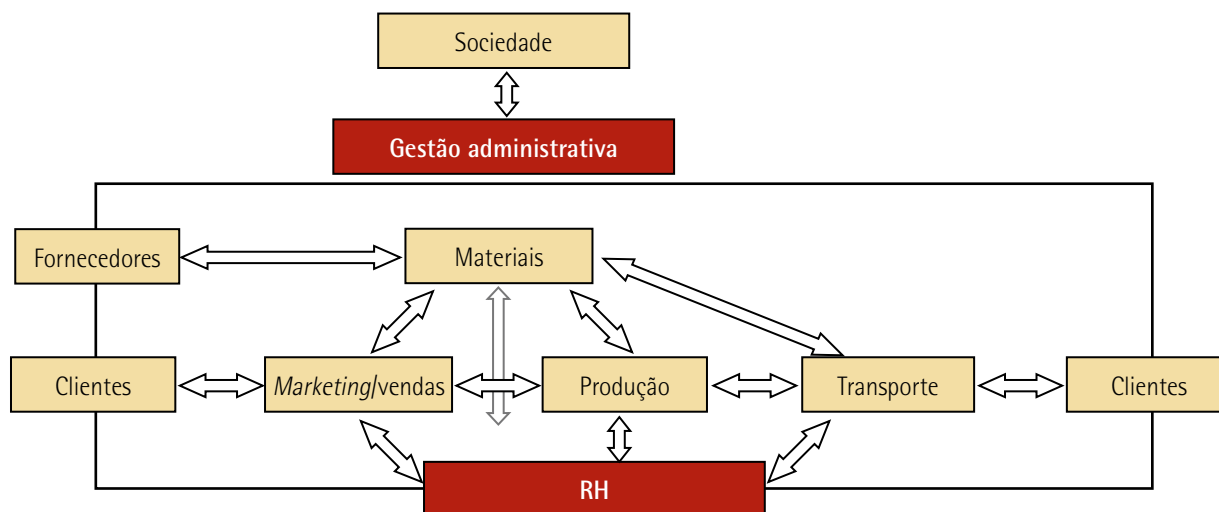 Sociedade
Gestão administrativa
Fornecedores
Materiais
Clientes
Marketing/vendas
Produção
Transporte
Clientes
RH